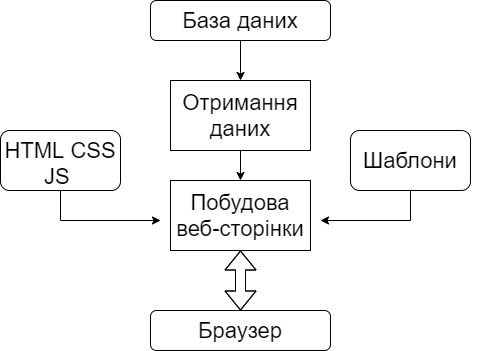 База даних
Отримання
даних
HTML CSS
JS
Шаблони
Побудова
веб-сторінки
Браузер